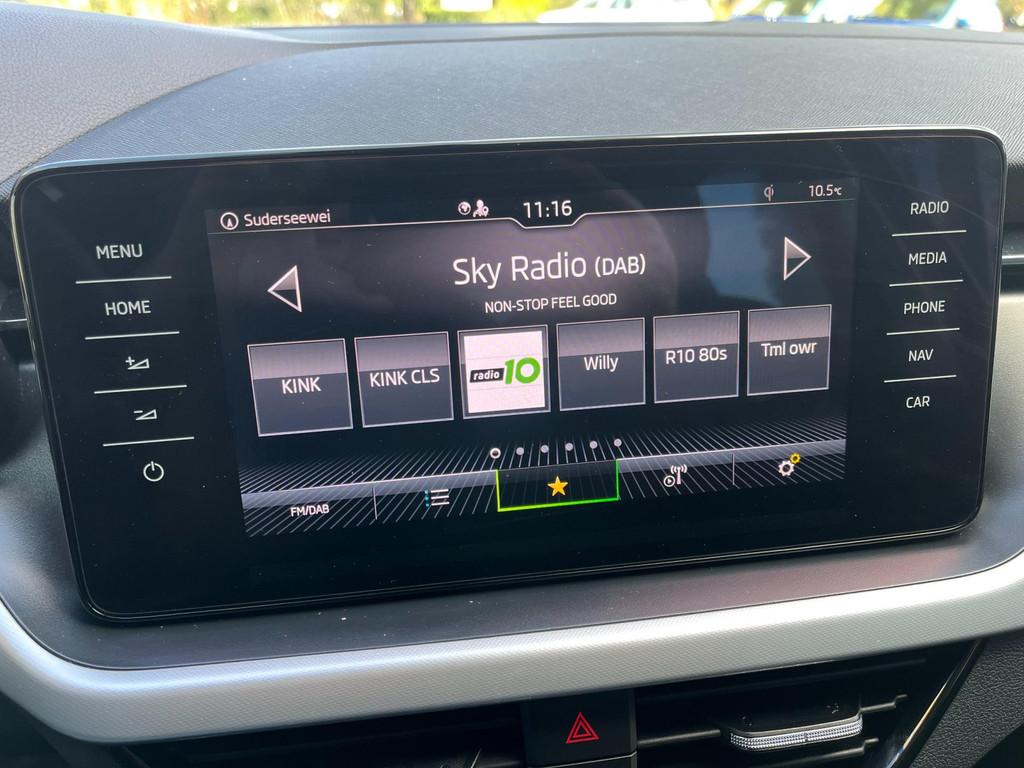 Suderseewei
11:16
10.5°C
MENU
HOME
RADIO
MEDIA
PHONE
NAV
CAR
Sky Radio (DAB)
NON-STOP FEEL GOOD
KINK
KINK CLS
radio 10
Willy
R10 80s
Tml owr
FM/DAB